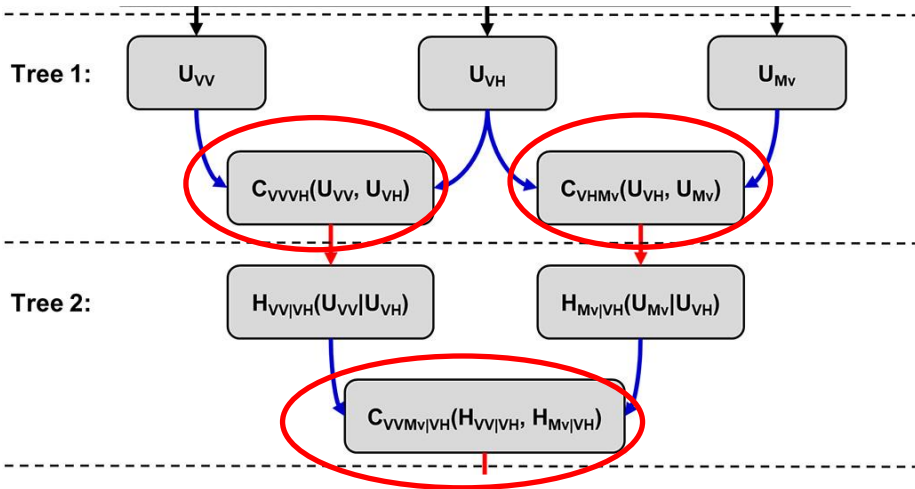 Tree 1:
U_VV
U_VH
U_Mv
C_VVVH(U_VV, U_VH)
C_VHMv(U_VH, U_Mv)
Tree 2:
H_VV|VH(U_VV|U_VH)
H_Mv|VH(U_Mv|U_VH)
C_VVMv|VH(H_VV|VH, H_Mv|VH)